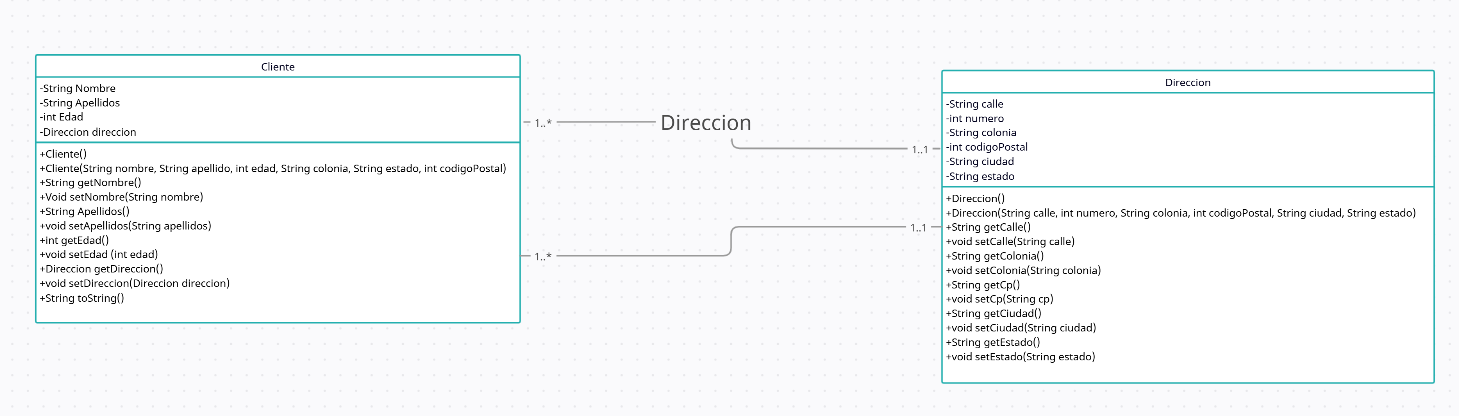 Cliente
-String Nombre
-String Apellidos
-int Edad
-Direccion direccion
+Cliente()
+Cliente(String nombre, String apellido, int edad, String colonia, String estado, int codigoPostal)
+String getNombre()
+Void setNombre(String nombre)
+String Apellidos()
+void setApellidos(String apellidos)
+int getEdad()
+void setEdad (int edad)
+Direccion getDireccion()
+void setDireccion(Direccion direccion)
+String toString()
1..*
Direccion
1..1
1..*
1..1
Direccion
-String calle
-int numero
-String colonia
-int codigoPostal
-String ciudad
-String estado
+Direccion()
+Direccion(String calle, int numero, String colonia, int codigoPostal, String ciudad, String estado)
+String getCalle()
+void setCalle(String calle)
+String getColonia()
+void setColonia(String colonia)
+String getCp()
+void setCp(String cp)
+String getCiudad()
+void setCiudad(String ciudad)
+String getEstado()
+void setEstado(String estado)